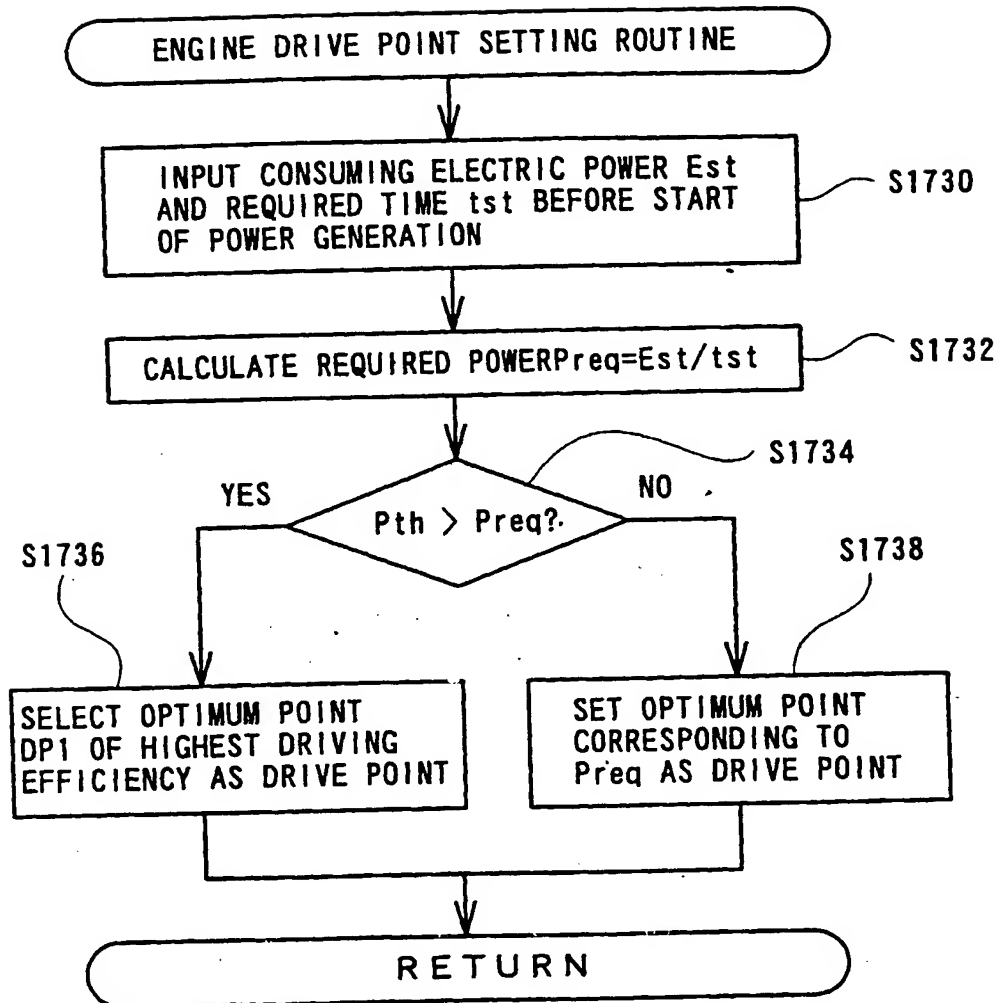 ENGINE DRIVE POINT SETTING ROUTINE
INPUT CONSUMING ELECTRIC POWER Est
AND REQUIRED TIME tst BEFORE START
OF POWER GENERATION
S1730
CALCULATE REQUIRED POWERPreq=Est/tst
S1732
S1734
YES
NO
Pth > Preq?
S1736
S1738
SELECT OPTIMUM POINT
DP1 OF HIGHEST DRIVING
EFFICIENCY AS DRIVE POINT
SET OPTIMUM POINT
CORRESPONDING TO
Preq AS DRIVE POINT
RETURN